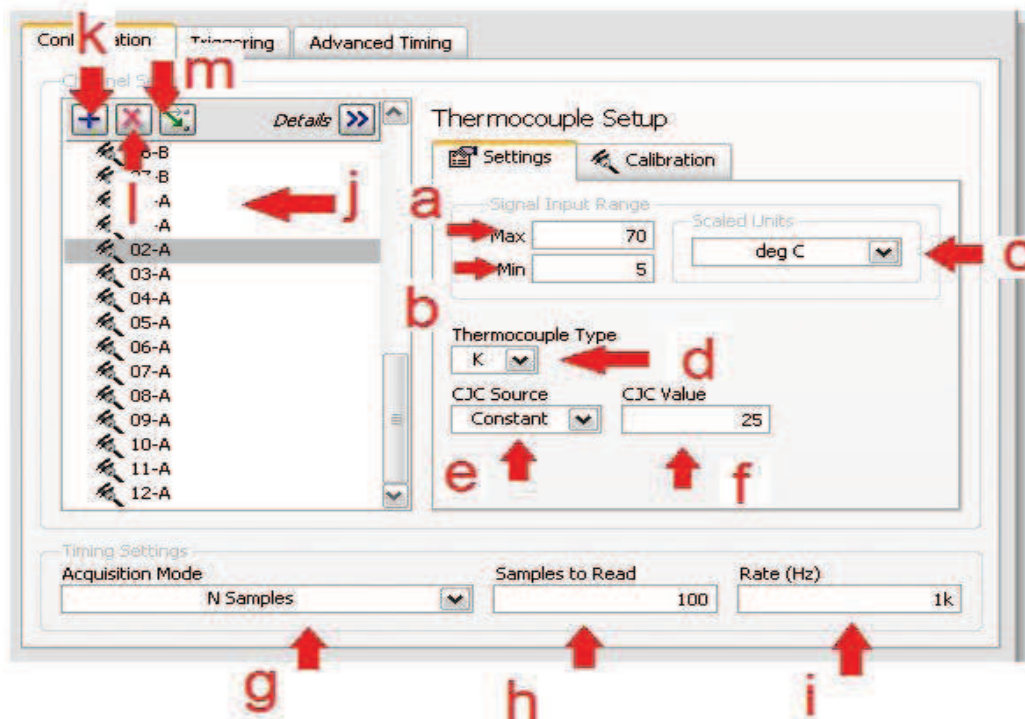 k
Triggering
Advanced Timing
m
Details
Thermocouple Setup
Settings
Calibration
-B
-B
l
-A
-A
j
02-A
03-A
04-A
05-A
06-A
07-A
08-A
09-A
10-A
11-A
12-A
a
Signal Input Range
Max 70
Min 5
b
Scaled Units
deg C
c
Thermocouple Type
K
d
CJC Source
Constant
CJC Value
25
e
f
Timing Settings
Acquisition Mode
N Samples
Samples to Read
100
Rate (Hz)
1k
g
h
i